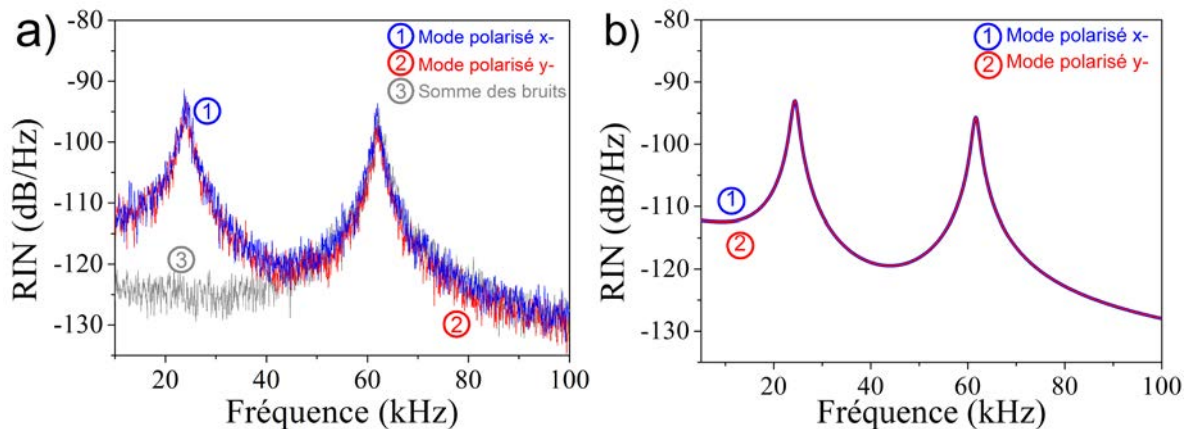 a)
-80
-90
-100
-110
-120
-130
RIN (dB/Hz)
1 Mode polarisé x-
2 Mode polarisé y-
3 Somme des bruits
1
3
2
20 40 60 80 100
Fréquence (kHz)
b)
-80
-90
-100
-110
-120
-130
RIN (dB/Hz)
1 Mode polarisé x-
2 Mode polarisé y-
1
2
20 40 60 80 100
Fréquence (kHz)